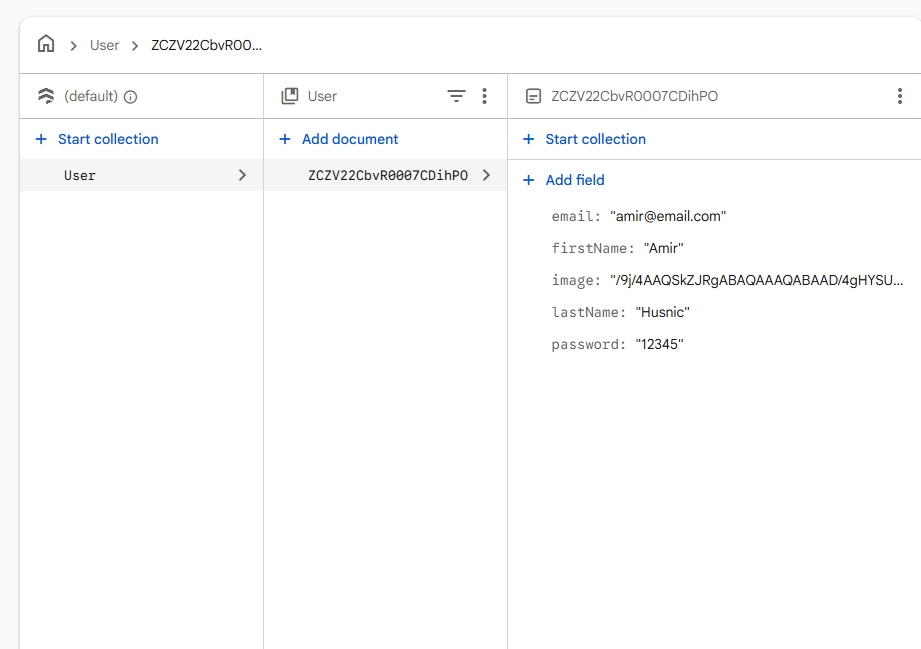 User ZCZV22CbvR00...
(default)
User
ZCZV22CbvR0007CDihPO
Start collection
Add document
Start collection
User
ZCZV22CbvR0007CDihPO
Add field
email: "amir@email.com"
firstName: "Amir"
image: "/9j/4AAQSkZJRgABAQAAAQABAAD/4gHYSU...
lastName: "Husnic"
password: "12345"